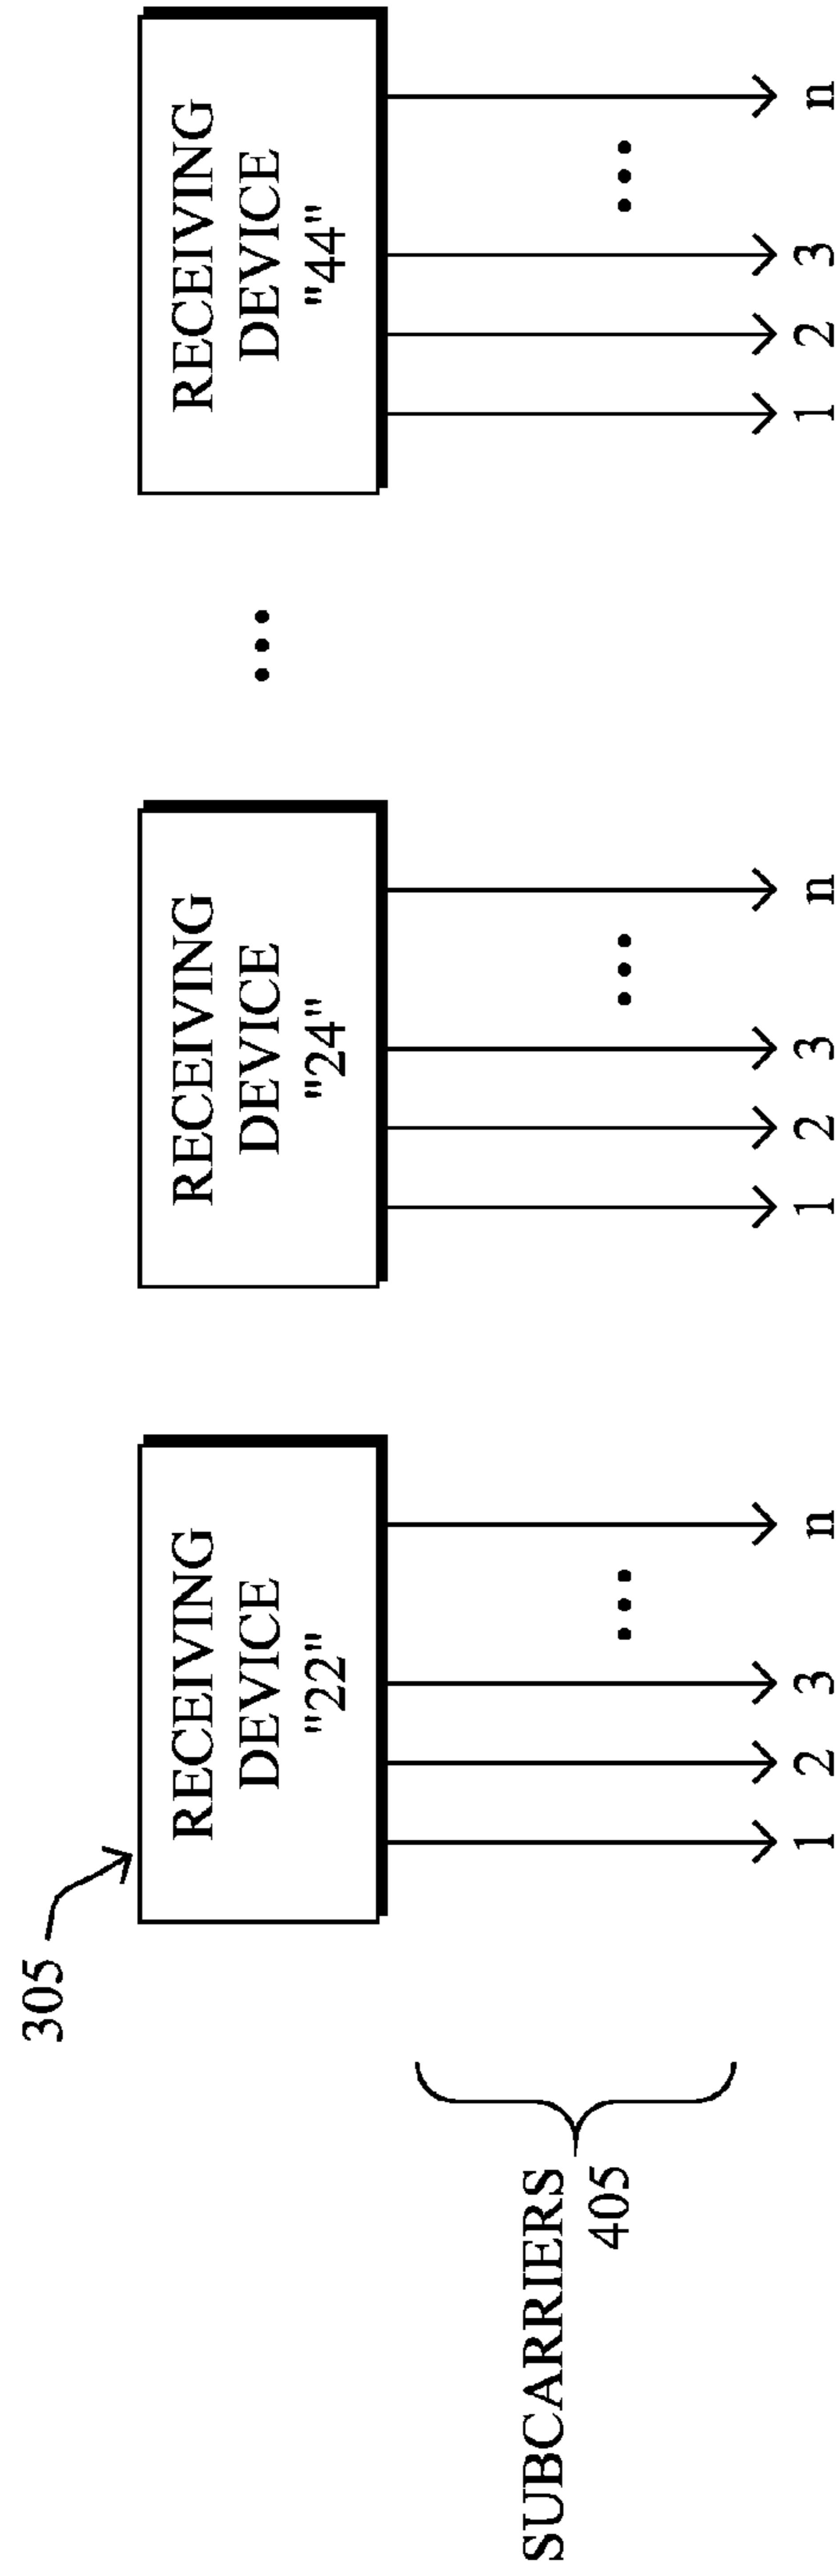 305
RECEIVING
DEVICE
"22"
RECEIVING
DEVICE
"24"
...
RECEIVING
DEVICE
"44"
SUBCARRIERS
405
1 2 3 ... n
1 2 3 ... n
1 2 3 ... n